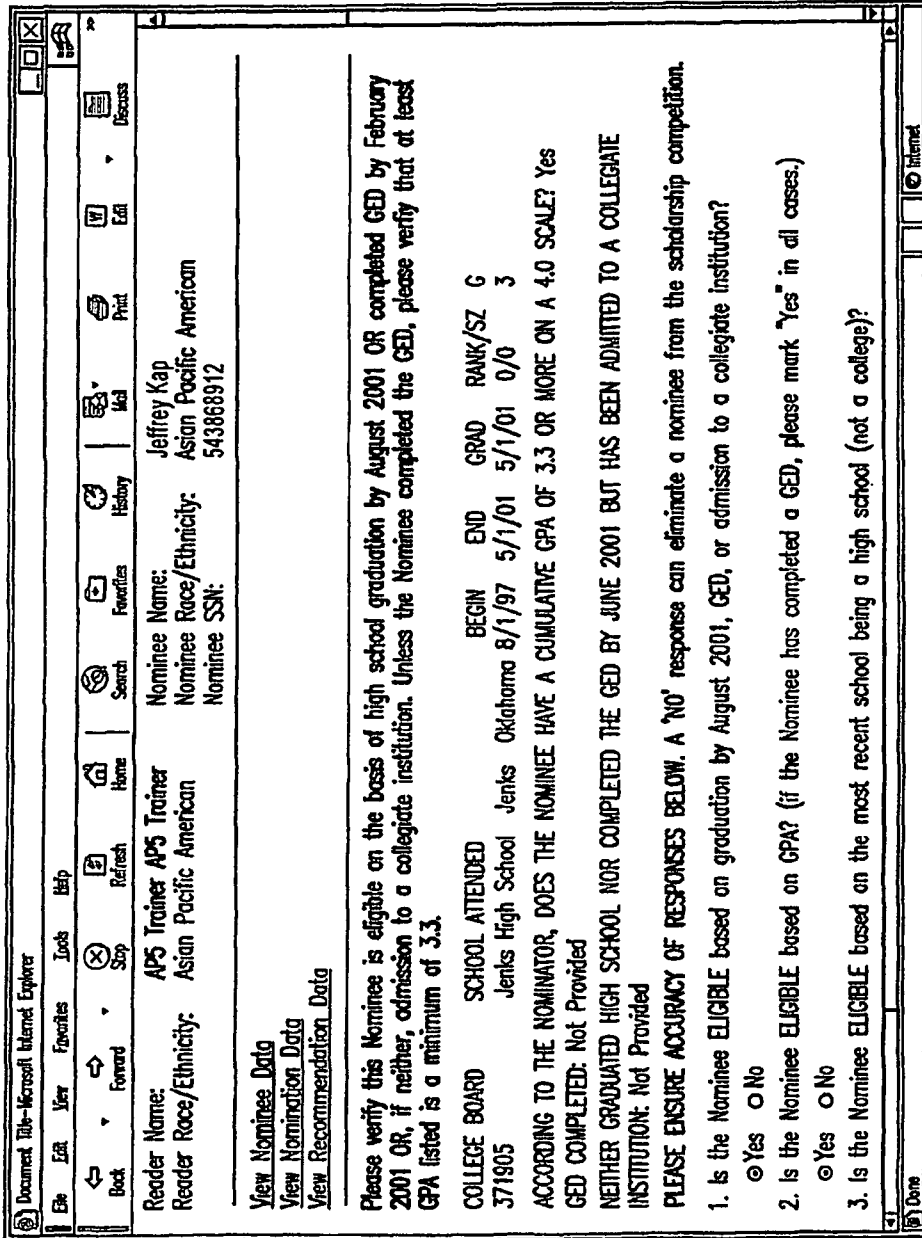 Document Title-Microsoft Internet Explorer
File Edit View Favorites Tools Help
Back Forward Stop Refresh Home Search Favorites History Mail Print Edit Discuss
Reader Name: AP5 Trainer AP5 Trainer Nominee Name: Jeffrey Kap
Reader Race/Ethnicity: Asian Pacific American Nominee Race/Ethnicity: Asian Pacific American
Nominee SSN: 543868912
View Nominee Data
View Nomination Data
View Recommendation Data
Please verify this Nominee is eligible on the basis of high school graduation by August 2001 OR completed GED by February
2001 OR, if neither, admission to a collegiate institution. Unless the Nominee completed the GED, please verfiy that at least
GPA listed is a minimum of 3.3.
COLLEGE BOARD SCHOOL ATTENDED BEGIN END GRAD RANK/SZ G
371905 Jenks High School Jenks Oklahoma 8/1/97 5/1/01 5/1/01 0/0 3
ACCORDING TO THE NOMINATOR, DOES THE NOMINEE HAVE A CUMULATIVE GPA OF 3.3 OR MORE ON A 4.0 SCALE? Yes
GED COMPLETED: Not Provided
NEITHER GRADUATED HIGH SCHOOL NOR COMPLETED THE GED BY JUNE 2001 BUT HAS BEEN ADMITTED TO A COLLEGIATE
INSTITUTION: Not Provided
PLEASE ENSURE ACCURACY OF RESPONSES BELOW. A "NO" response can eliminate a nominee from the scholarship competition.
1. Is the Nominee ELIGIBLE based on graduation by August 2001, GED, or admission to a collegiate institution?
Yes No
2. Is the Nominee ELIGIBLE based on GPA? (if the Nominee has completed a GED, please mark "Yes" in all cases.)
Yes No
3. Is the Nominee ELIGIBLE based on the most recent school being a high school (not a college)?
Done Internet